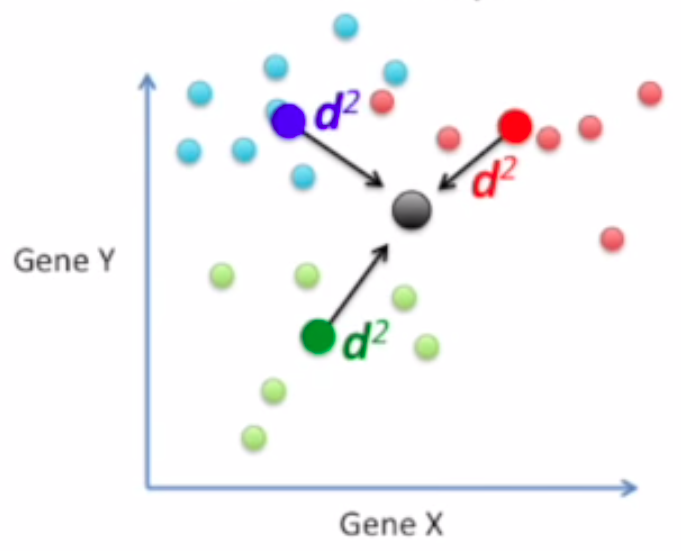 d²
d²
Gene Y
d²
Gene X